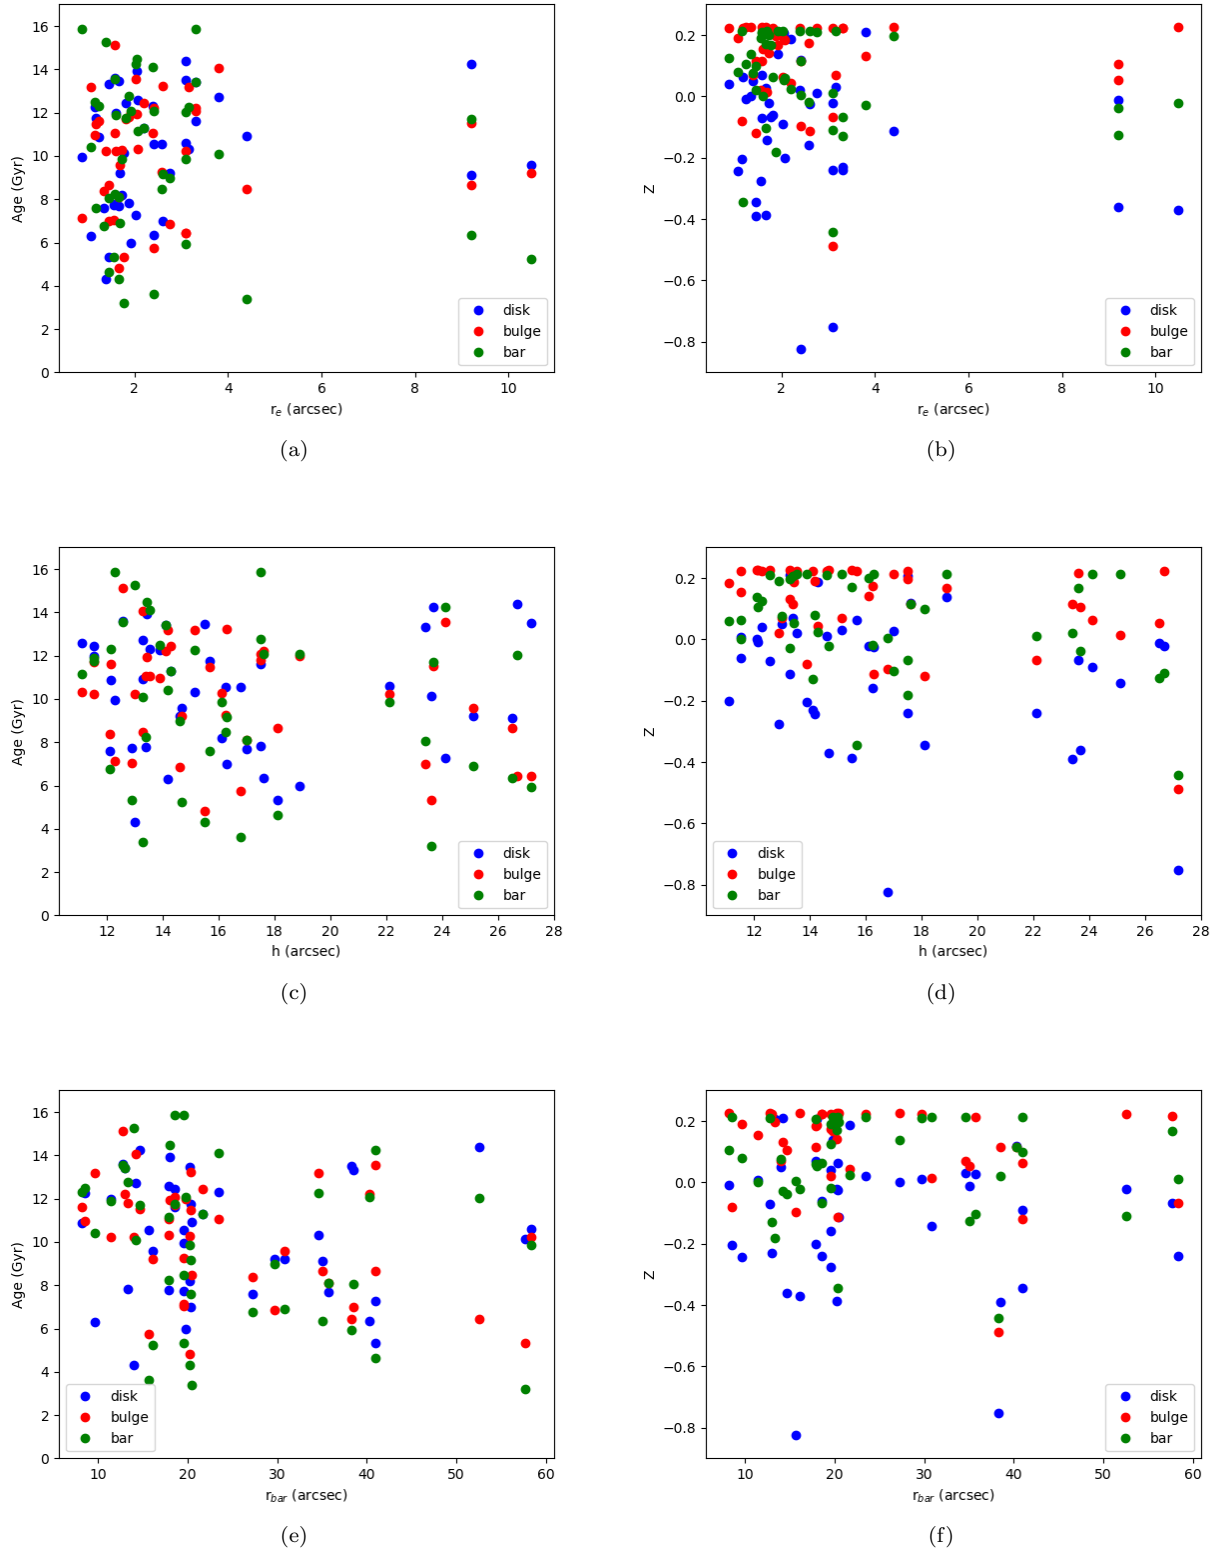 16
14
12
10
8
6
4
2
0
Age (Gyr)
2 4 6 8 10
r_e (arcsec)
disk
bulge
bar
(a)
0.2
0.0
−0.2
−0.4
−0.6
−0.8
Z
2 4 6 8 10
r_e (arcsec)
disk
bulge
bar
(b)
16
14
12
10
8
6
4
2
0
Age (Gyr)
12 14 16 18 20 22 24 26 28
h (arcsec)
disk
bulge
bar
(c)
0.2
0.0
−0.2
−0.4
−0.6
−0.8
Z
12 14 16 18 20 22 24 26 28
h (arcsec)
disk
bulge
bar
(d)
16
14
12
10
8
6
4
2
0
Age (Gyr)
10 20 30 40 50 60
r_bar (arcsec)
disk
bulge
bar
(e)
0.2
0.0
−0.2
−0.4
−0.6
−0.8
Z
10 20 30 40 50 60
r_bar (arcsec)
disk
bulge
bar
(f)